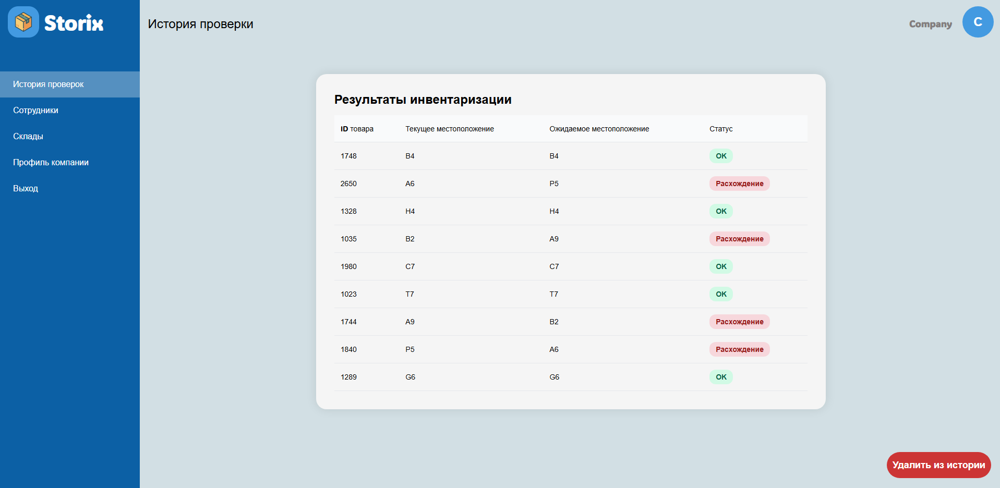 Storix
История проверки
Company
C
История проверок
Сотрудники
Склады
Профиль компании
Выход
Результаты инвентаризации
ID товара Текущее местоположение Ожидаемое местоположение Статус
1748 B4 B4 OK
2650 A6 P5 Расхождение
1328 H4 H4 OK
1035 B2 A9 Расхождение
1980 C7 C7 OK
1023 T7 T7 OK
1744 A9 B2 Расхождение
1840 P5 A6 Расхождение
1289 G6 G6 OK
Удалить из истории